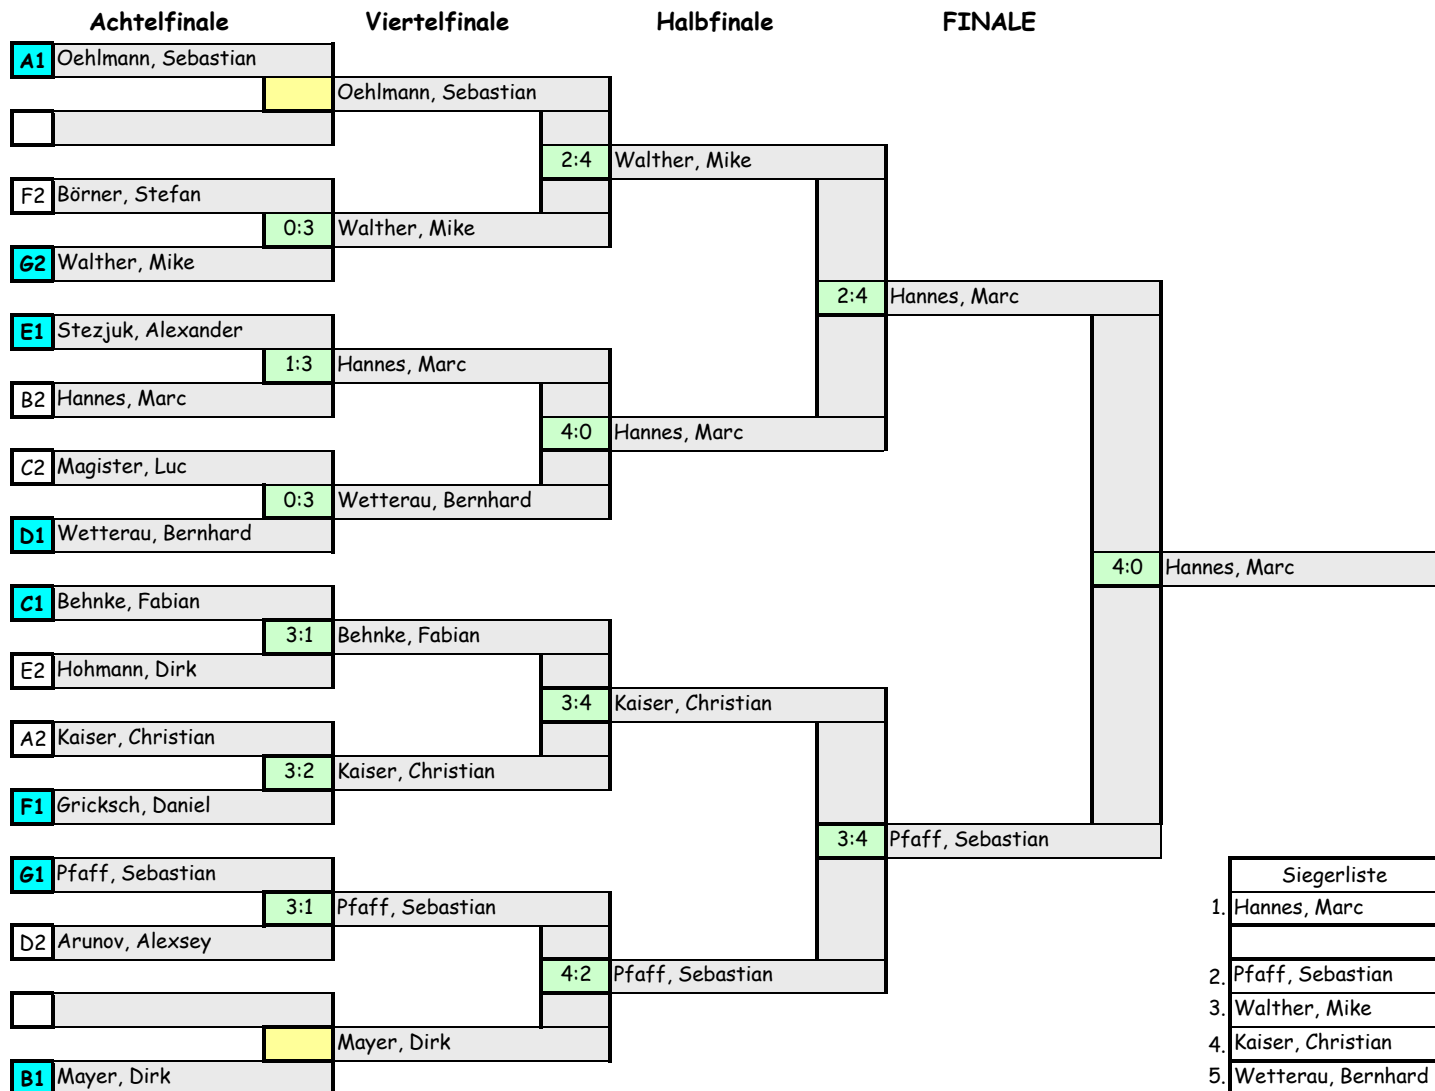 Achtelfinale Viertelfinale Halbfinale FINALE
A1 Oehlmann, Sebastian
Oehlmann, Sebastian
2:4 Walther, Mike
F2 Börner, Stefan
0:3 Walther, Mike
G2 Walther, Mike
2:4 Hannes, Marc
E1 Stezjuk, Alexander
1:3 Hannes, Marc
B2 Hannes, Marc
4:0 Hannes, Marc
C2 Magister, Luc
0:3 Wetterau, Bernhard
D1 Wetterau, Bernhard
4:0 Hannes, Marc
C1 Behnke, Fabian
3:1 Behnke, Fabian
E2 Hohmann, Dirk
3:4 Kaiser, Christian
A2 Kaiser, Christian
3:2 Kaiser, Christian
F1 Gricksch, Daniel
3:4 Pfaff, Sebastian
G1 Pfaff, Sebastian
Siegerliste
3:1 Pfaff, Sebastian
1. Hannes, Marc
D2 Arunov, Alexsey
4:2 Pfaff, Sebastian
2. Pfaff, Sebastian
3. Walther, Mike
Mayer, Dirk
4. Kaiser, Christian
B1 Mayer, Dirk
5. Wetterau, Bernhard